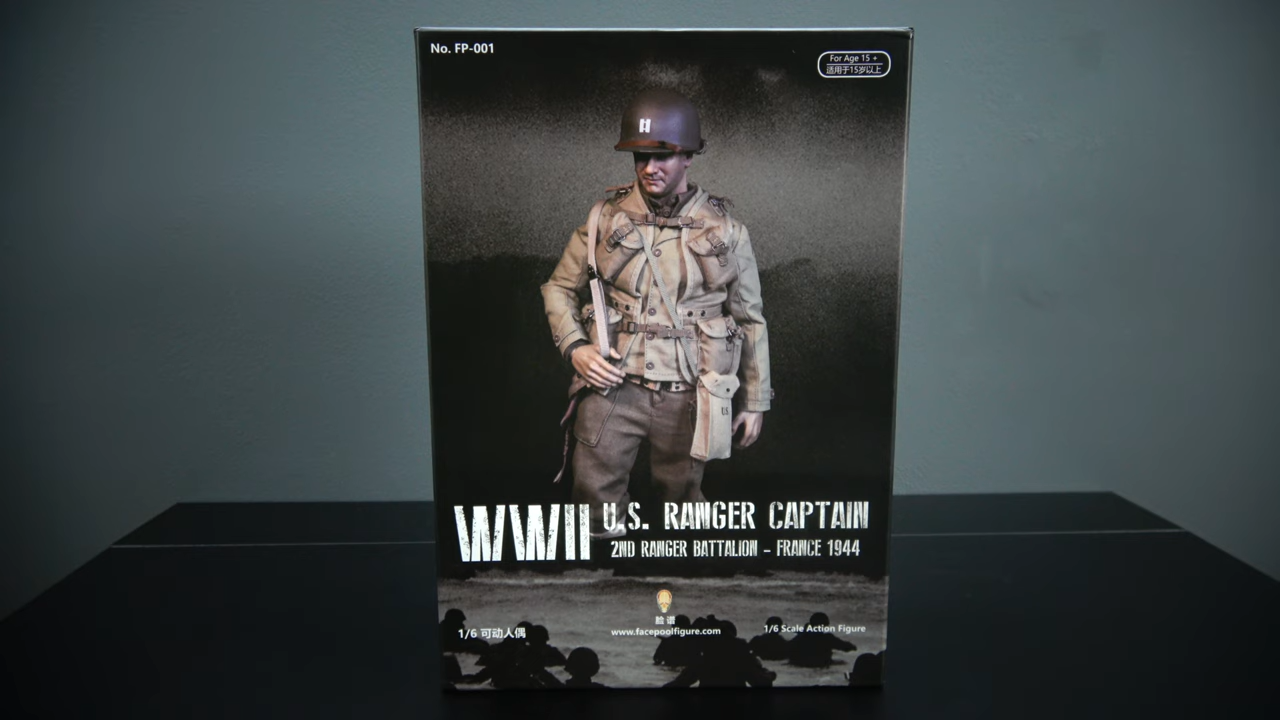 No. FP-001
For Age 15 +
适用于15岁以上
U.S.
WWII
U.S. RANGER CAPTAIN
2ND RANGER BATTALION - FRANCE 1944
脸谱
1/6 可动人偶
www.facepoolfigure.com
1/6 Scale Action Figure